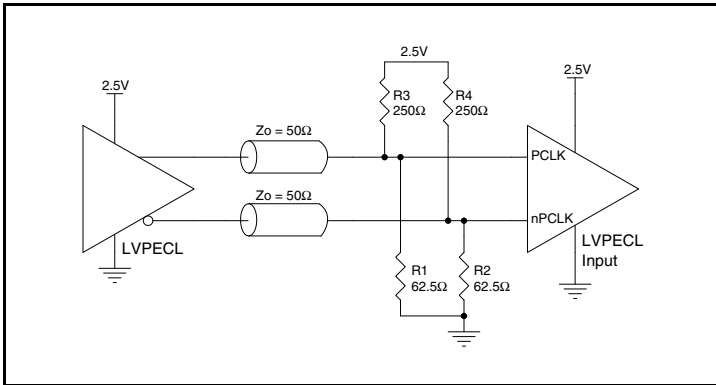 2.5V
2.5V
2.5V
R3
250Ω
R4
250Ω
Zo = 50Ω
PCLK
Zo = 50Ω
nPCLK
LVPECL
LVPECL
Input
R1
62.5Ω
R2
62.5Ω